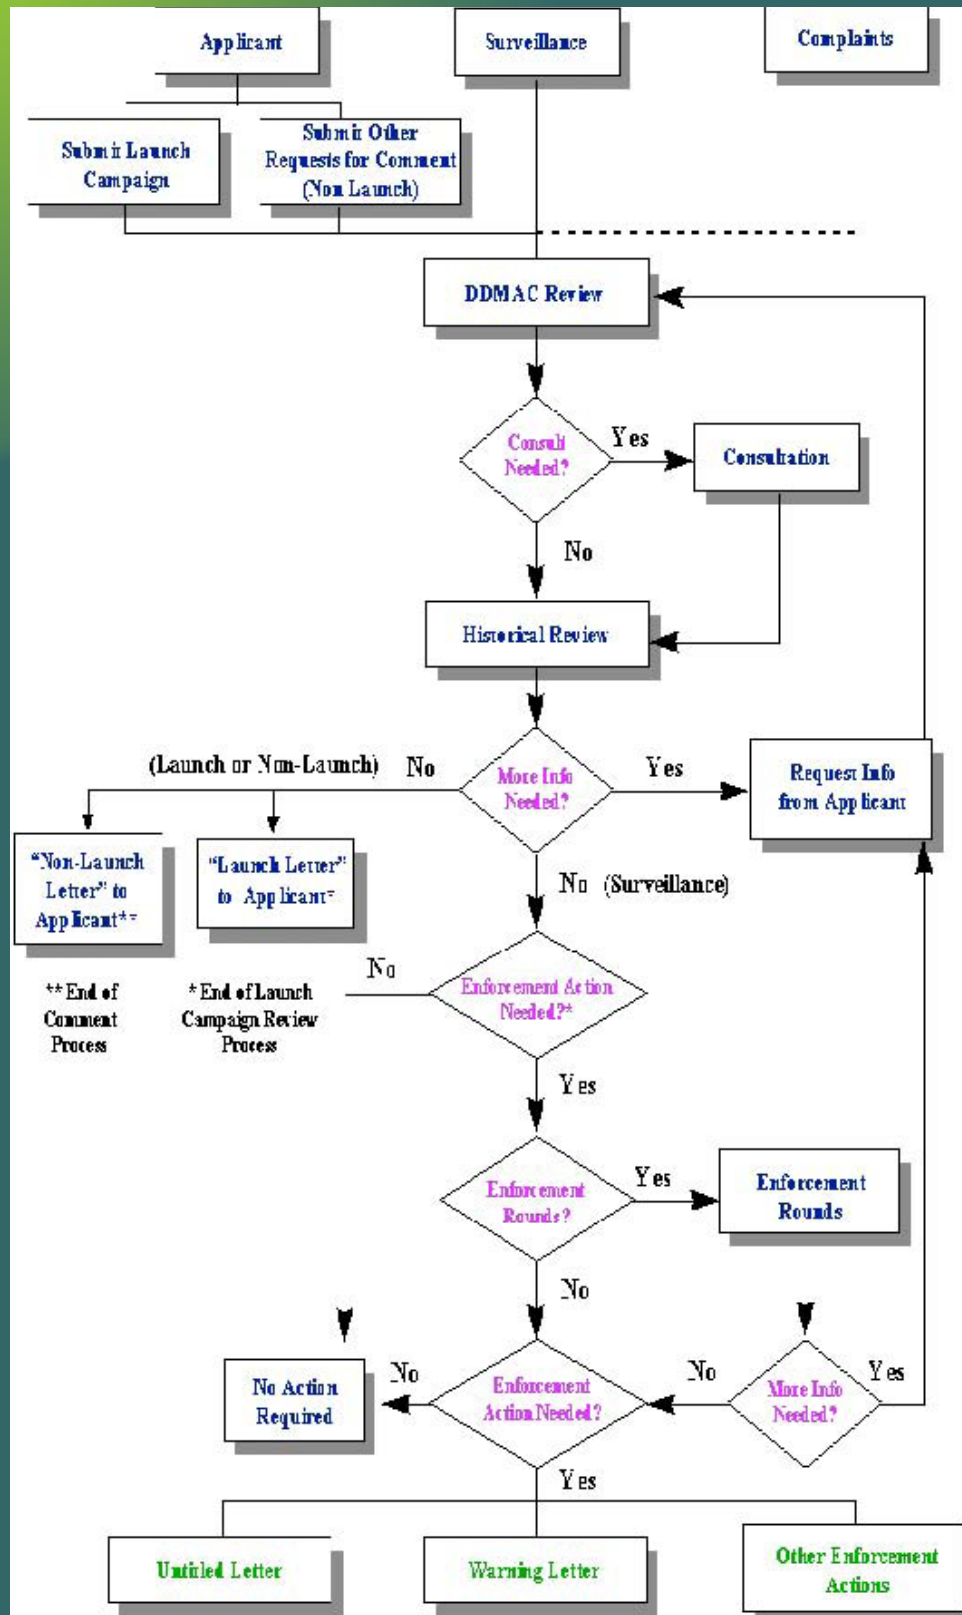 Applicant
Surveillance
Complaints
Submit Launch
Campaign
Submit Other
Requests for Comment
(Non Launch)
DDMAC Review
Consult
Needed?
Yes
Consultation
No
Historical Review
(Launch or Non-Launch)
No
More Info
Needed?
Yes
Request Info
from Applicant
"Non-Launch
Letter" to
Applicant**
"Launch Letter"
to Applicant*
No (Surveillance)
** End of
Comment
Process
* End of Launch
Campaign Review
Process
No
Enforcement Action
Needed?*
Yes
Enforcement
Rounds?
Yes
Enforcement
Rounds
No
No Action
Required
No
Enforcement
Action Needed?
No
More Info
Needed?
Yes
Yes
Untitled Letter
Warning Letter
Other Enforcement
Actions